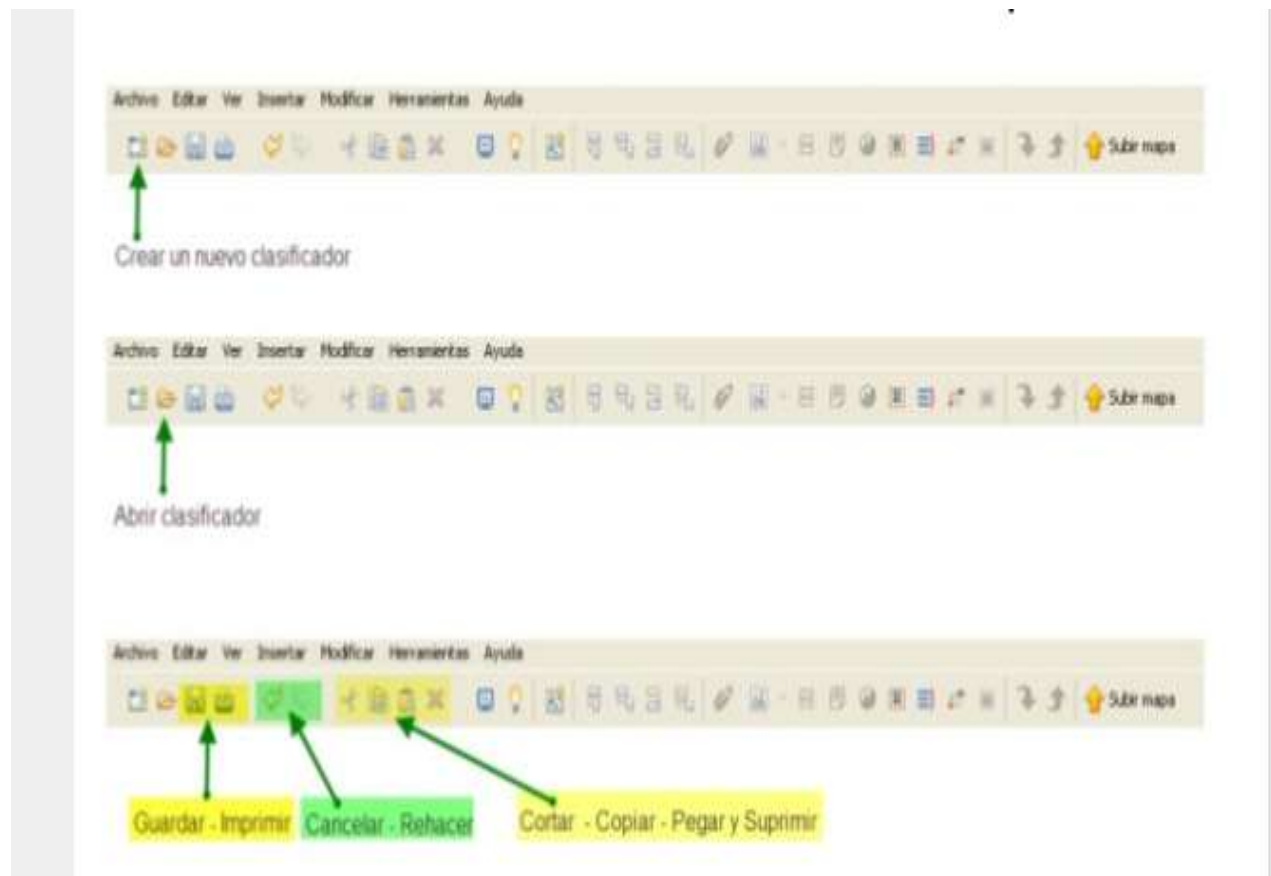 Archivo Editar Ver Insertar Modificar Herramientas Ayuda
Subir mapa
Crear un nuevo clasificador
Archivo Editar Ver Insertar Modificar Herramientas Ayuda
Subir mapa
Abrir clasificador
Archivo Editar Ver Insertar Modificar Herramientas Ayuda
Subir mapa
Guardar - Imprimir Cancelar - Rehacer Cortar - Copiar - Pegar y Suprimir